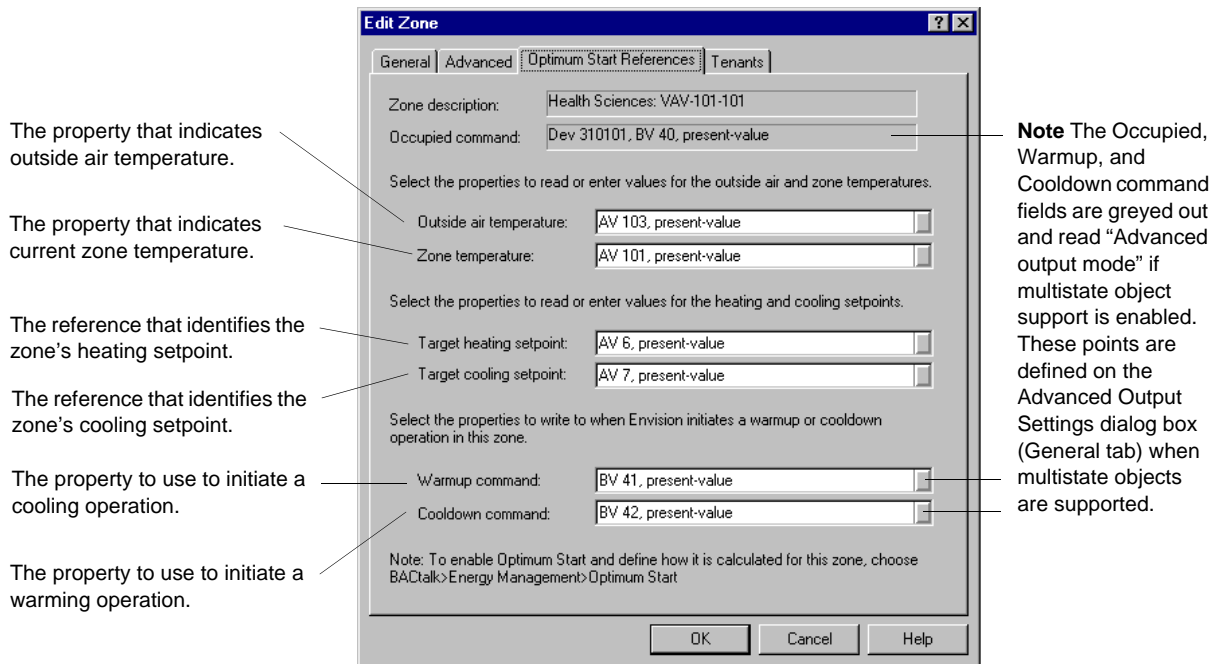 The property that indicates
outside air temperature.
The property that indicates
current zone temperature.
The reference that identifies the
zone's heating setpoint.
The reference that identifies the
zone's cooling setpoint.
The property to use to initiate a
cooling operation.
The property to use to initiate a
warming operation.
Edit Zone
General
Advanced
Optimum Start References
Tenants
Zone description: Health Sciences: VAV-101-101
Occupied command: Dev 310101, BV 40, present-value
Select the properties to read or enter values for the outside air and zone temperatures.
Outside air temperature: AV 103, present-value
Zone temperature: AV 101, present-value
Select the properties to read or enter values for the heating and cooling setpoints.
Target heating setpoint: AV 6, present-value
Target cooling setpoint: AV 7, present-value
Select the properties to write to when Envision initiates a warmup or cooldown
operation in this zone.
Warmup command: BV 41, present-value
Cooldown command: BV 42, present-value
Note: To enable Optimum Start and define how it is calculated for this zone, choose
BACtalk>Energy Management>Optimum Start
OK
Cancel
Help
Note The Occupied,
Warmup, and
Cooldown command
fields are greyed out
and read “Advanced
output mode” if
multistate object
support is enabled.
These points are
defined on the
Advanced Output
Settings dialog box
(General tab) when
multistate objects
are supported.